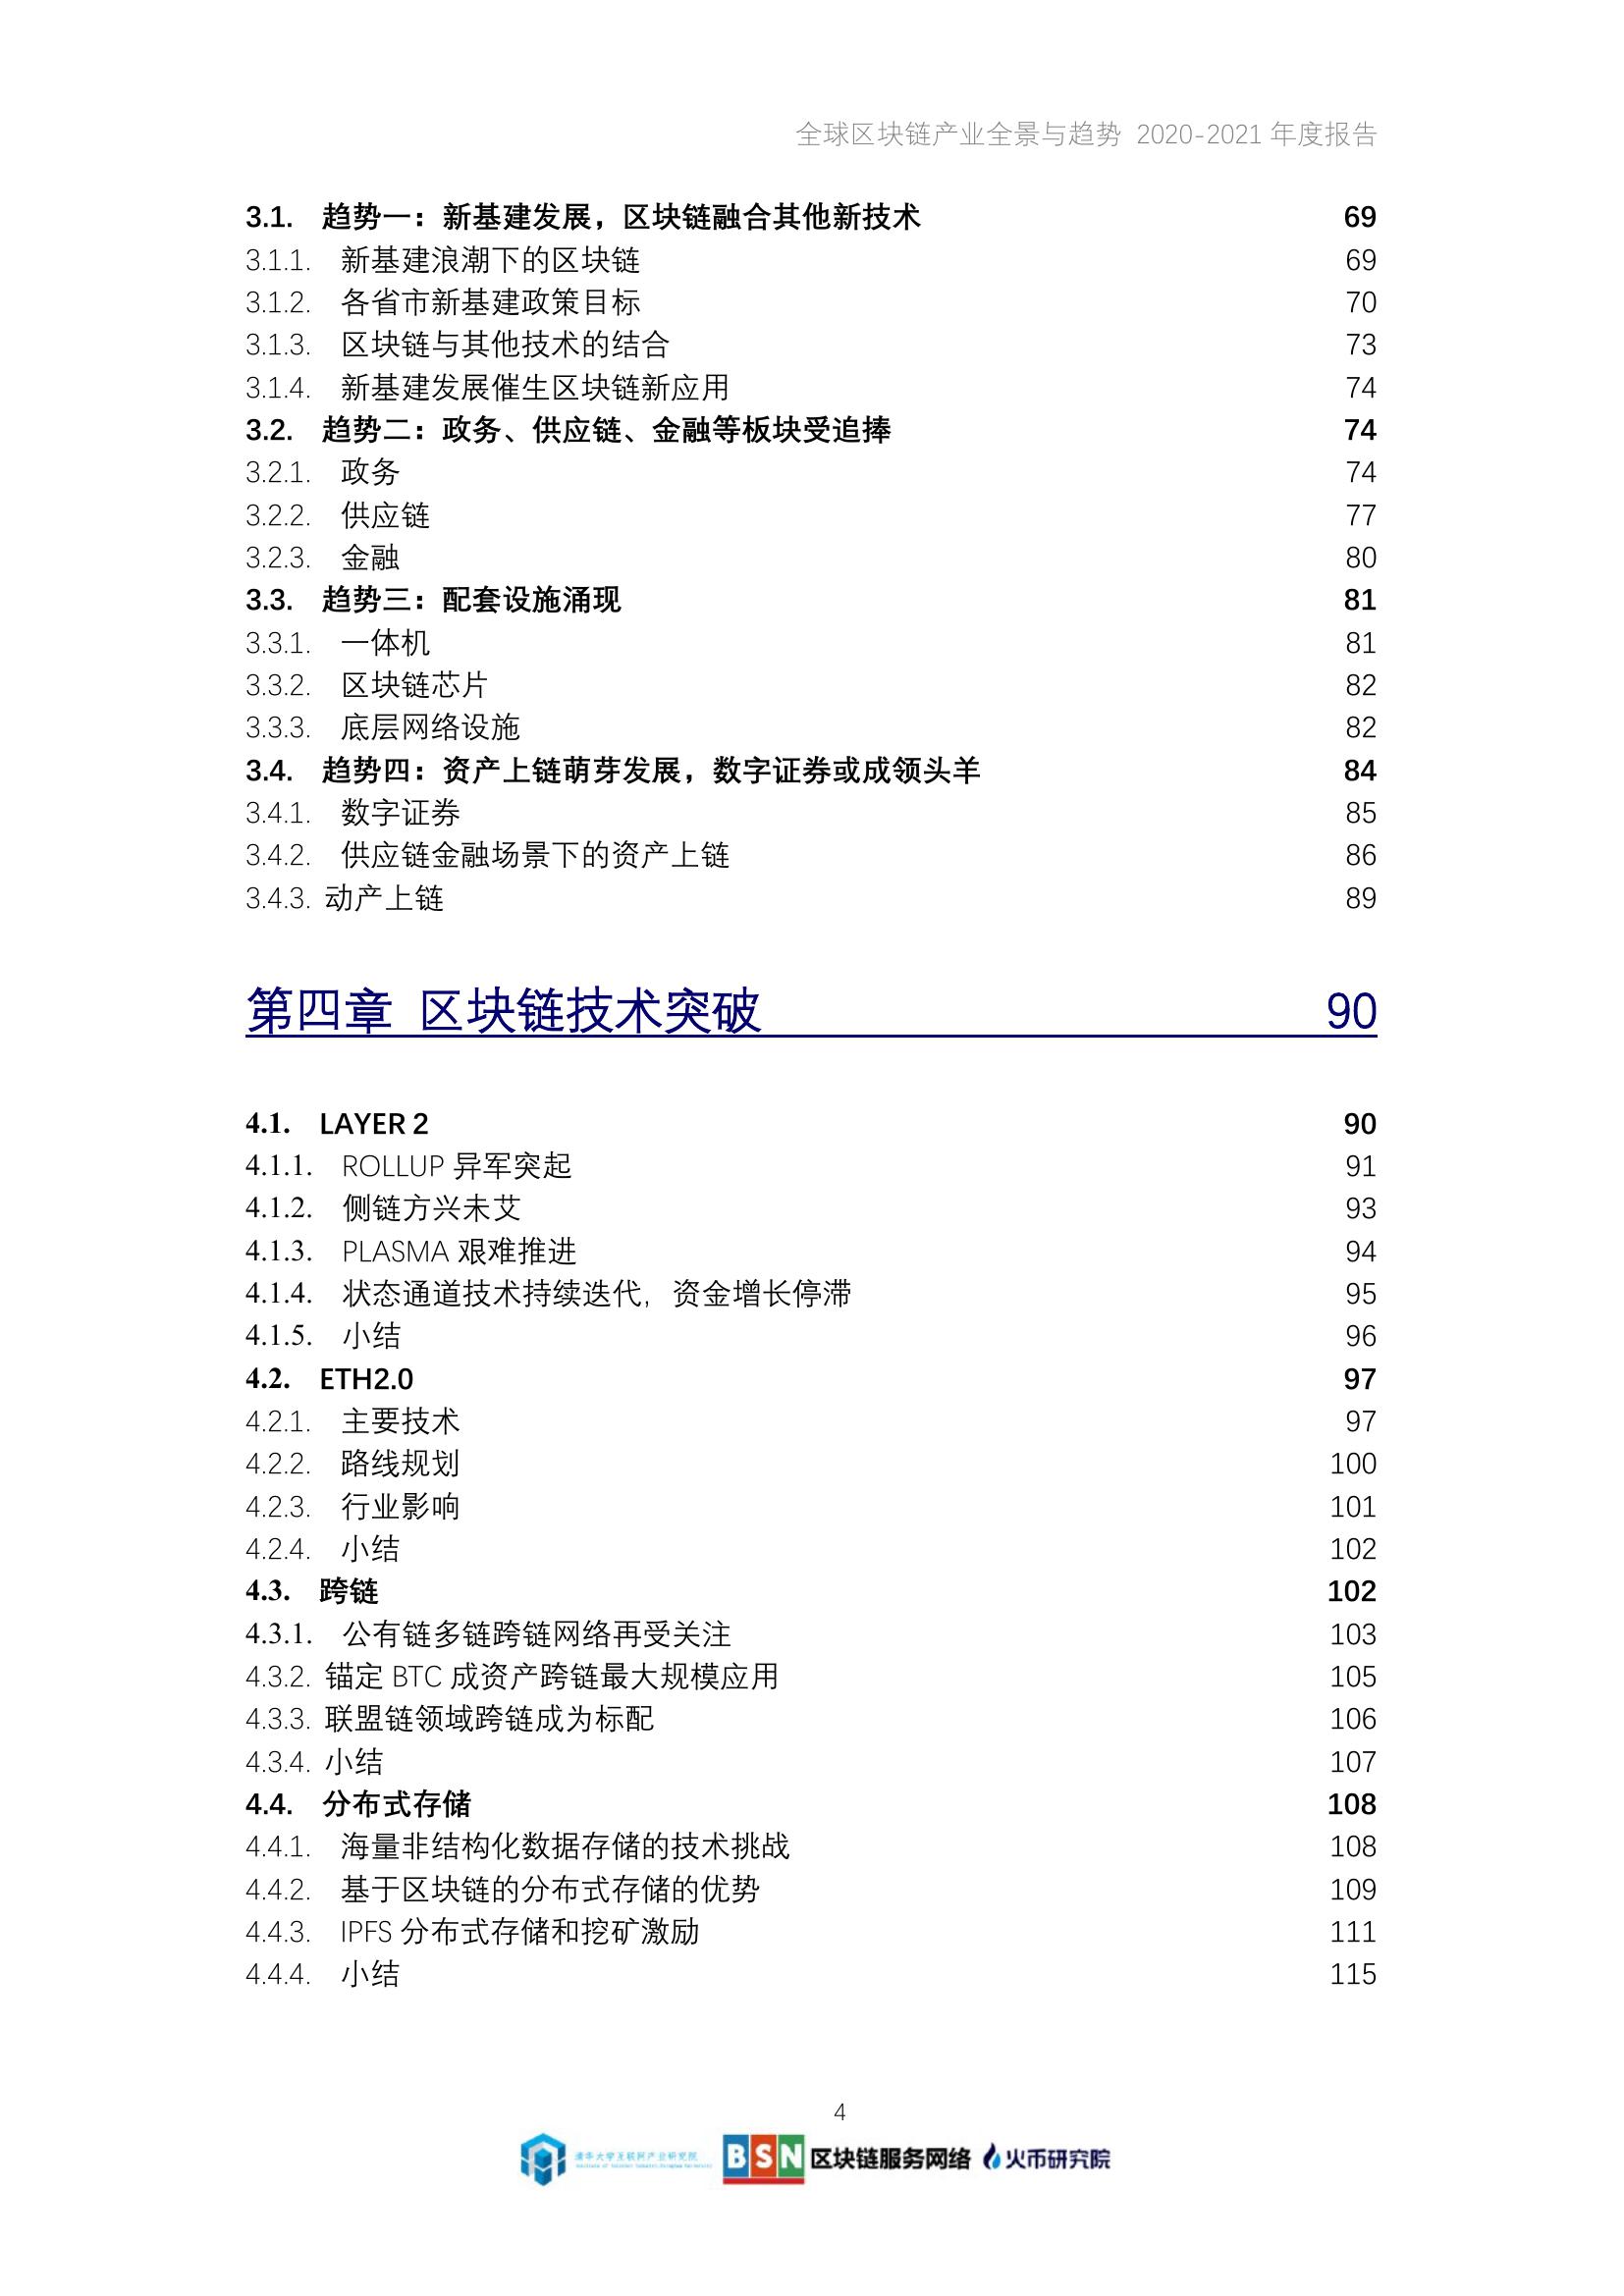 全球区块链产业全景与趋势 2020-2021 年度报告
3.1. 趋势一：新基建发展，区块链融合其他新技术 69
3.1.1. 新基建浪潮下的区块链 69
3.1.2. 各省市新基建政策目标 70
3.1.3. 区块链与其他技术的结合 73
3.1.4. 新基建发展催生区块链新应用 74
3.2. 趋势二：政务、供应链、金融等板块受追捧 74
3.2.1. 政务 74
3.2.2. 供应链 77
3.2.3. 金融 80
3.3. 趋势三：配套设施涌现 81
3.3.1. 一体机 81
3.3.2. 区块链芯片 82
3.3.3. 底层网络设施 82
3.4. 趋势四：资产上链萌芽发展，数字证券或成领头羊 84
3.4.1. 数字证券 85
3.4.2. 供应链金融场景下的资产上链 86
3.4.3. 动产上链 89
第四章 区块链技术突破 90
4.1. LAYER 2 90
4.1.1. ROLLUP 异军突起 91
4.1.2. 侧链方兴未艾 93
4.1.3. PLASMA 艰难推进 94
4.1.4. 状态通道技术持续迭代，资金增长停滞 95
4.1.5. 小结 96
4.2. ETH2.0 97
4.2.1. 主要技术 97
4.2.2. 路线规划 100
4.2.3. 行业影响 101
4.2.4. 小结 102
4.3. 跨链 102
4.3.1. 公有链多链跨链网络再受关注 103
4.3.2. 锚定 BTC 成资产跨链最大规模应用 105
4.3.3. 联盟链领域跨链成为标配 106
4.3.4. 小结 107
4.4. 分布式存储 108
4.4.1. 海量非结构化数据存储的技术挑战 108
4.4.2. 基于区块链的分布式存储的优势 109
4.4.3. IPFS 分布式存储和挖矿激励 111
4.4.4. 小结 115
4
清华大学互联网产业研究院 BSN 区块链服务网络 火币研究院